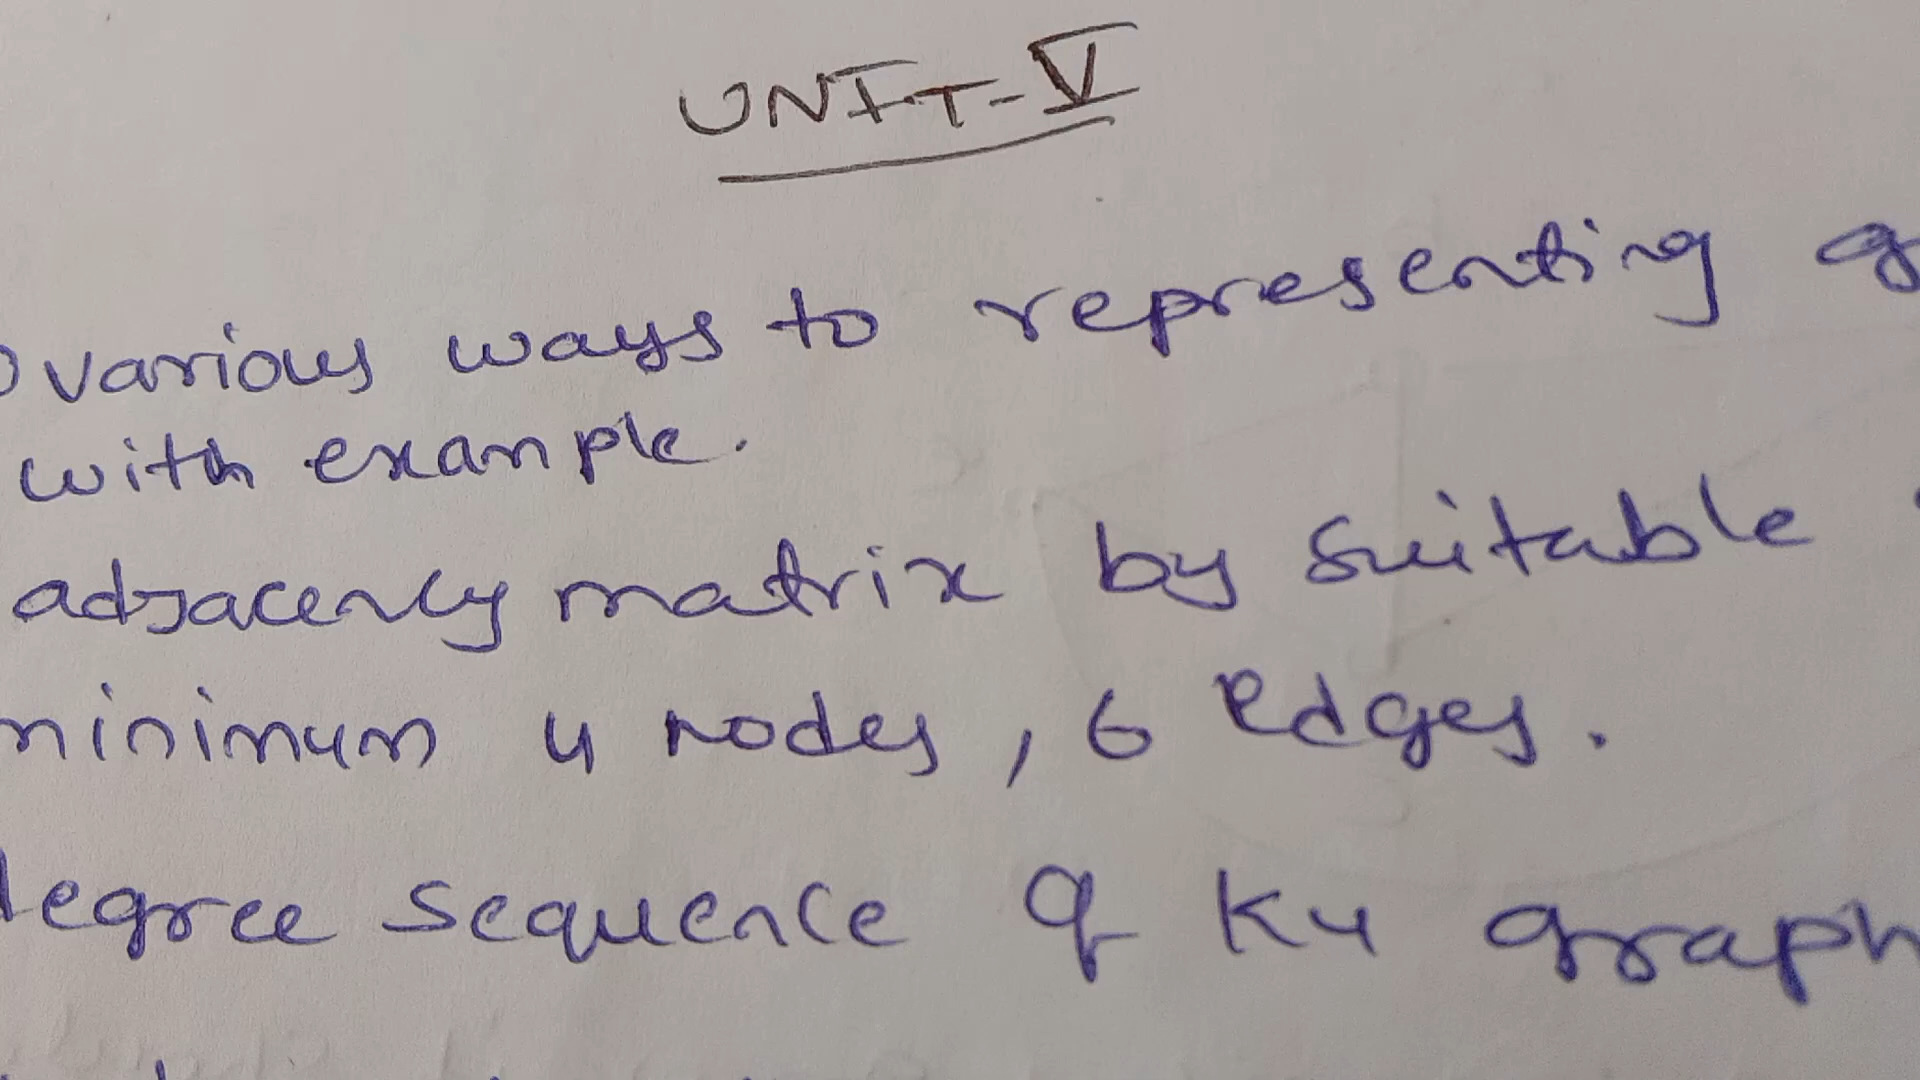 UNIT-V
various ways to representing
with example.
adjacency matrix by suitable
minimum 4 nodes, 6 edges.
degree sequence of K4 graph